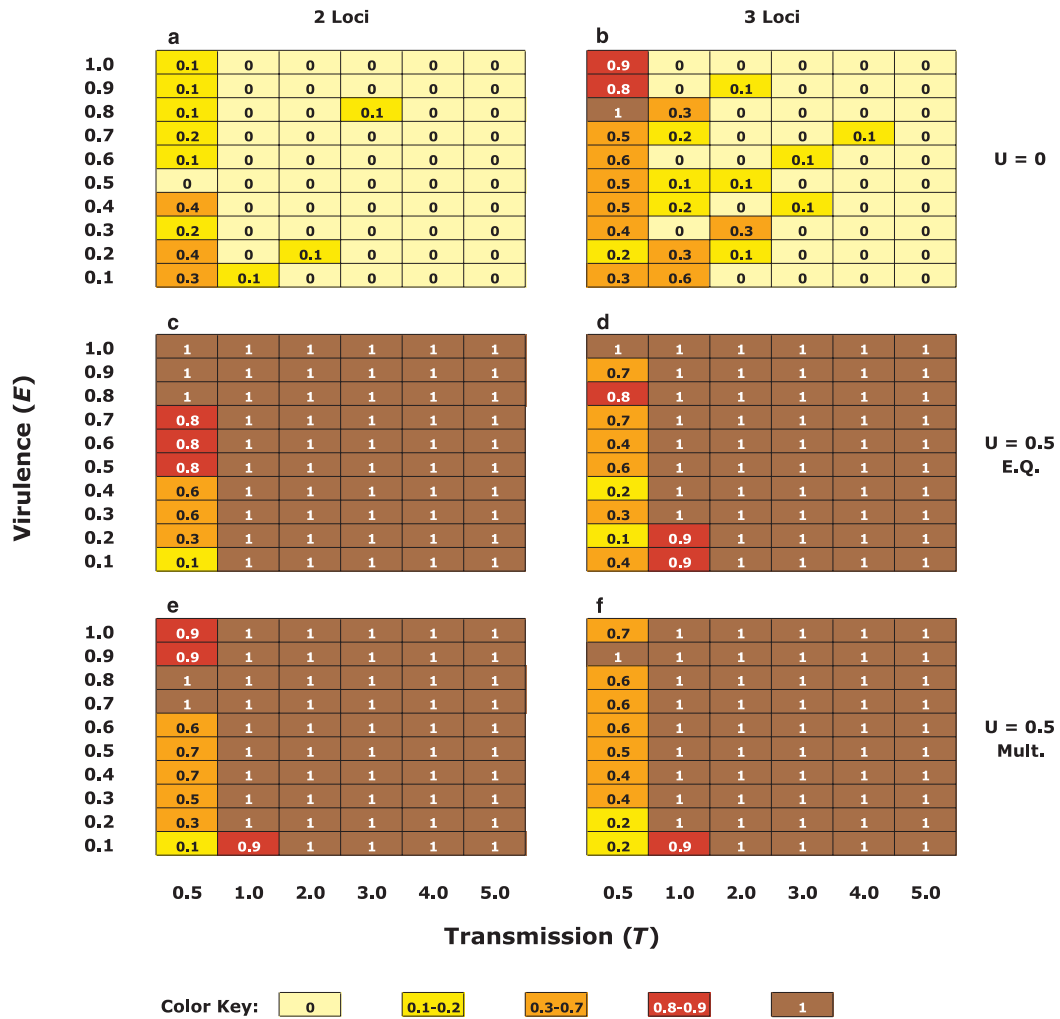 2 Loci 3 Loci
a b
1.0 0.1 0 0 0 0 0 0.9 0 0 0 0 0
0.9 0.1 0 0 0 0 0 0.8 0 0.1 0 0 0
0.8 0.1 0 0 0.1 0 0 1 0.3 0 0 0 0
0.7 0.2 0 0 0 0 0 0.5 0.2 0 0 0.1 0
0.6 0.1 0 0 0 0 0 0.6 0 0 0.1 0 0
U = 0
0.5 0 0 0 0 0 0 0.5 0.1 0.1 0 0 0
0.4 0.4 0 0 0 0 0 0.5 0.2 0 0.1 0 0
0.3 0.2 0 0 0 0 0 0.4 0 0.3 0 0 0
0.2 0.4 0 0.1 0 0 0 0.2 0.3 0.1 0 0 0
0.1 0.3 0.1 0 0 0 0 0.3 0.6 0 0 0 0
c d
1.0 1 1 1 1 1 1 1 1 1 1 1 1
0.9 1 1 1 1 1 1 0.7 1 1 1 1 1
0.8 1 1 1 1 1 1 0.8 1 1 1 1 1
0.7 0.8 1 1 1 1 1 0.7 1 1 1 1 1
0.6 0.8 1 1 1 1 1 0.4 1 1 1 1 1
U = 0.5
E.Q.
0.5 0.8 1 1 1 1 1 0.6 1 1 1 1 1
0.4 0.6 1 1 1 1 1 0.2 1 1 1 1 1
0.3 0.6 1 1 1 1 1 0.3 1 1 1 1 1
0.2 0.3 1 1 1 1 1 0.1 0.9 1 1 1 1
0.1 0.1 1 1 1 1 1 0.4 0.9 1 1 1 1
Virulence (E)
e f
1.0 0.9 1 1 1 1 1 0.7 1 1 1 1 1
0.9 0.9 1 1 1 1 1 1 1 1 1 1 1
0.8 1 1 1 1 1 1 0.6 1 1 1 1 1
0.7 1 1 1 1 1 1 0.6 1 1 1 1 1
0.6 0.6 1 1 1 1 1 0.6 1 1 1 1 1
U = 0.5
Mult.
0.5 0.7 1 1 1 1 1 0.5 1 1 1 1 1
0.4 0.7 1 1 1 1 1 0.4 1 1 1 1 1
0.3 0.5 1 1 1 1 1 0.4 1 1 1 1 1
0.2 0.3 1 1 1 1 1 0.2 1 1 1 1 1
0.1 0.1 0.9 1 1 1 1 0.2 0.9 1 1 1 1
0.5 1.0 2.0 3.0 4.0 5.0 0.5 1.0 2.0 3.0 4.0 5.0
Transmission (T)
Color Key: 0 0.1-0.2 0.3-0.7 0.8-0.9 1